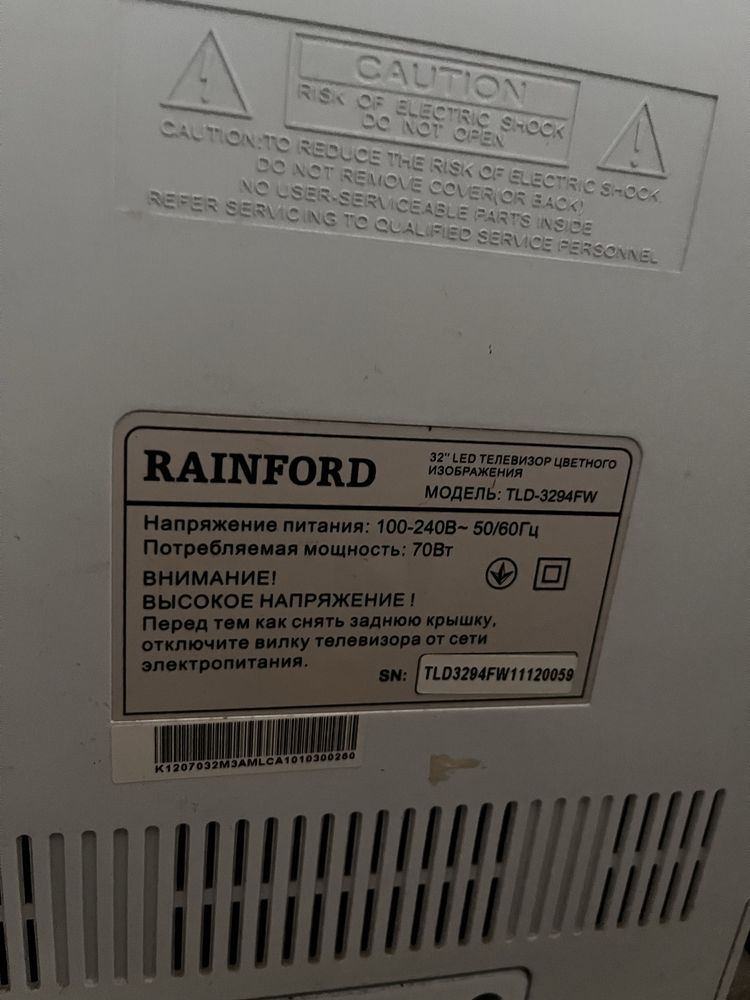 CAUTION
RISK OF ELECTRIC SHOCK
DO NOT OPEN
CAUTION:TO REDUCE THE RISK OF ELECTRIC SHOCK
DO NOT REMOVE COVER(OR BACK)
NO USER-SERVICEABLE PARTS INSIDE
REFER SERVICING TO QUALIFIED SERVICE PERSONNEL
RAINFORD
32" LED ТЕЛЕВИЗОР ЦВЕТНОГО
ИЗОБРАЖЕНИЯ
МОДЕЛЬ: TLD-3294FW
Напряжение питания: 100-240В~ 50/60Гц
Потребляемая мощность: 70Вт
ВНИМАНИЕ!
ВЫСОКОЕ НАПРЯЖЕНИЕ !
Перед тем как снять заднюю крышку,
отключите вилку телевизора от сети
электропитания.
SN: TLD3294FW11120059
K1207032M3AMLCA1010300260